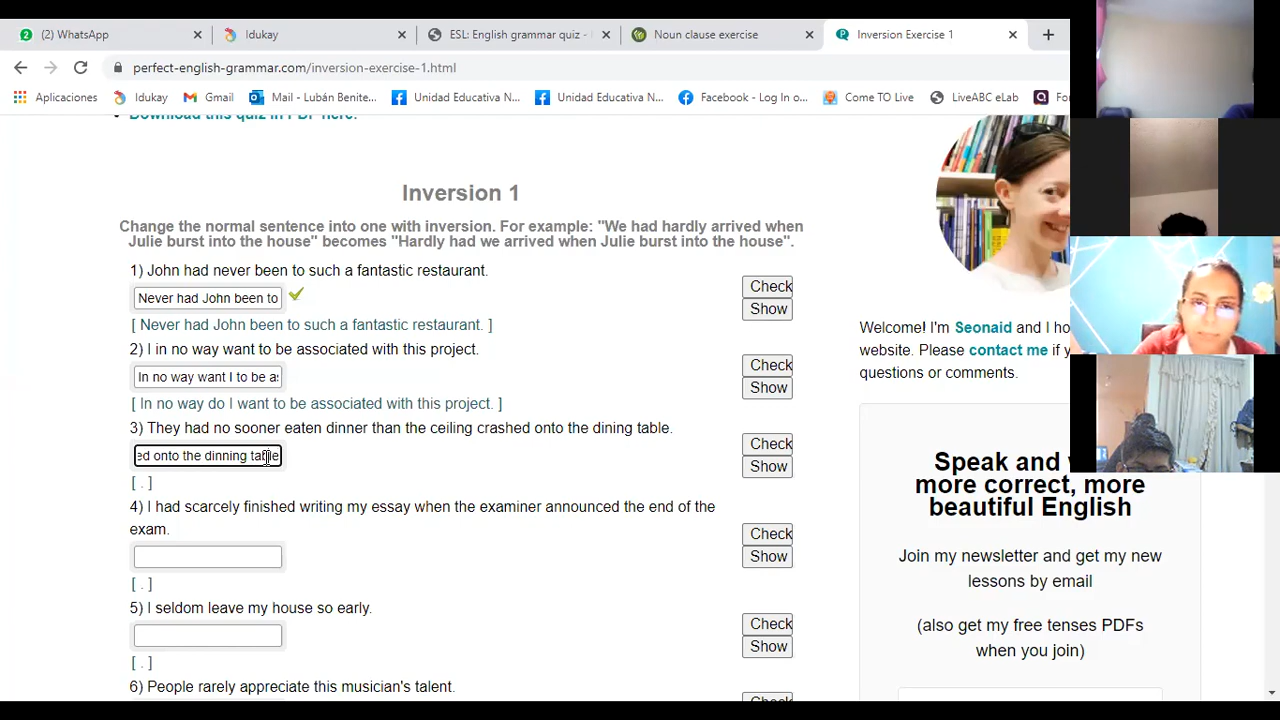 (2) WhatsApp
Idukay
ESL: English grammar quiz -
Noun clause exercise
Inversion Exercise 1
perfect-english-grammar.com/inversion-exercise-1.html
Aplicaciones
Idukay
Gmail
Mail - Lubán Benite...
Unidad Educativa N...
Unidad Educativa N...
Facebook - Log In o...
Come TO Live
LiveABC eLab
Fo
Download this quiz in PDF here.
Inversion 1
Change the normal sentence into one with inversion. For example: "We had hardly arrived when
Julie burst into the house" becomes "Hardly had we arrived when Julie burst into the house".
1) John had never been to such a fantastic restaurant.
Never had John been to
Check
Show
[ Never had John been to such a fantastic restaurant. ]
2) I in no way want to be associated with this project.
In no way want I to be as
Check
Show
[ In no way do I want to be associated with this project. ]
3) They had no sooner eaten dinner than the ceiling crashed onto the dining table.
ed onto the dinning table
Check
Show
[ . ]
4) I had scarcely finished writing my essay when the examiner announced the end of the
exam.
Check
Show
[ . ]
5) I seldom leave my house so early.
Check
Show
[ . ]
6) People rarely appreciate this musician's talent.
Welcome! I'm Seonaid and I ho
website. Please contact me if y
questions or comments.
Speak and
more correct, more
beautiful English
Join my newsletter and get my new
lessons by email
(also get my free tenses PDFs
when you join)